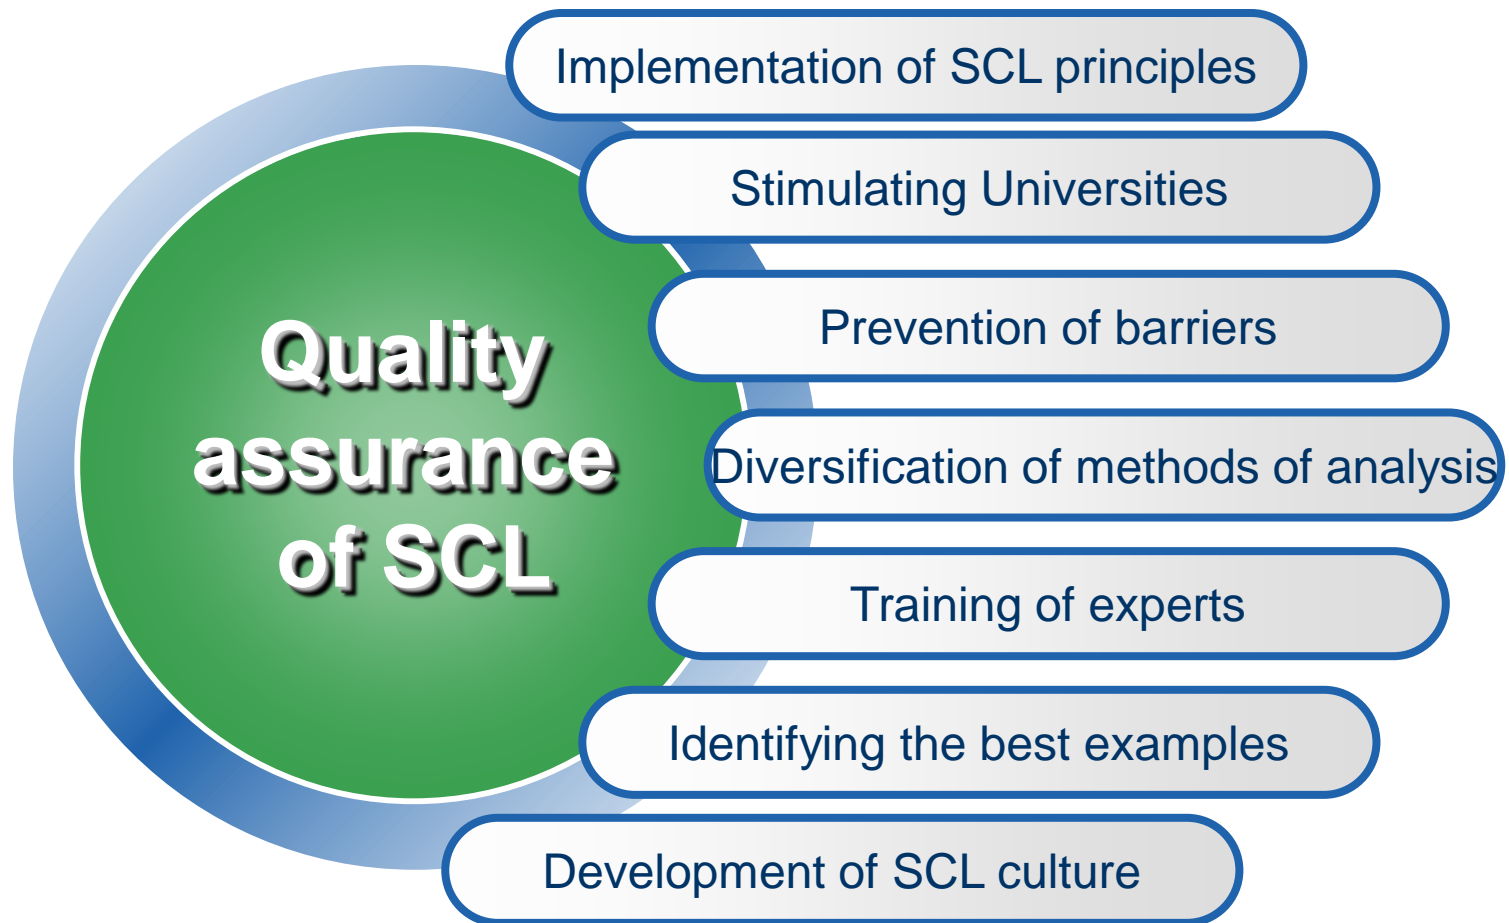 Implementation of SCL principles
Stimulating Universities
Prevention of barriers
Quality
assurance
of SCL
Diversification of methods of analysis
Training of experts
Identifying the best examples
Development of SCL culture